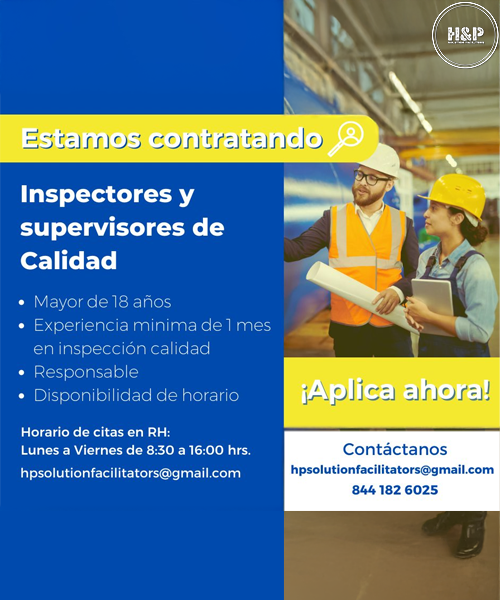 H&P
Estamos contratando
Inspectores y
supervisores de
Calidad
• Mayor de 18 años
• Experiencia minima de 1 mes
en inspección calidad
• Responsable
• Disponibilidad de horario
Horario de citas en RH:
Lunes a Viernes de 8:30 a 16:00 hrs.
hpsolutionfacilitators@gmail.com
¡Aplica ahora!
Contáctanos
hpsolutionfacilitators@gmail.com
844 182 6025